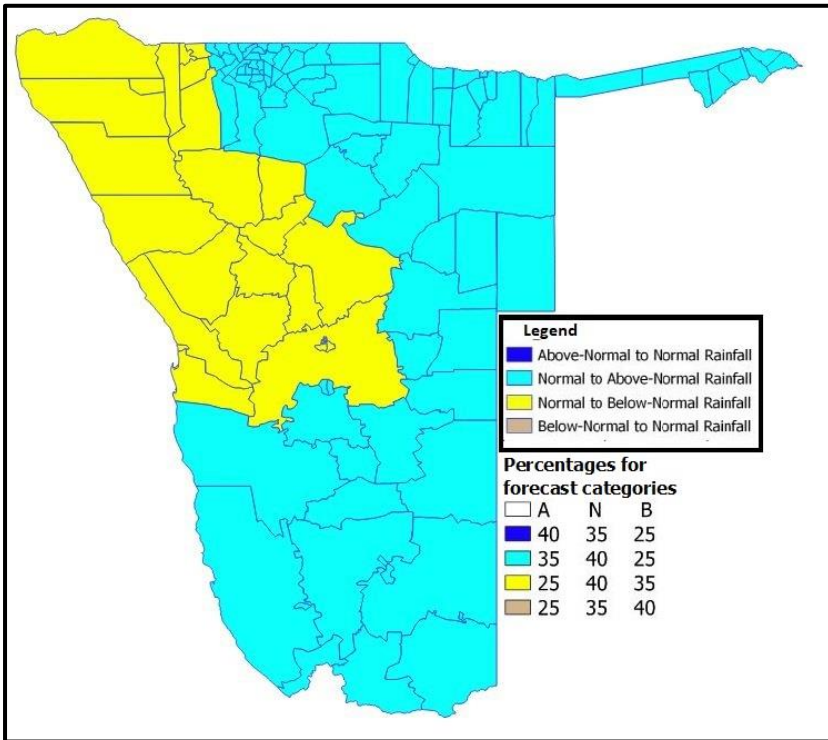 Legend
Above-Normal to Normal Rainfall
Normal to Above-Normal Rainfall
Normal to Below-Normal Rainfall
Below-Normal to Normal Rainfall
Percentages for
forecast categories
A N B
40 35 25
35 40 25
25 40 35
25 35 40